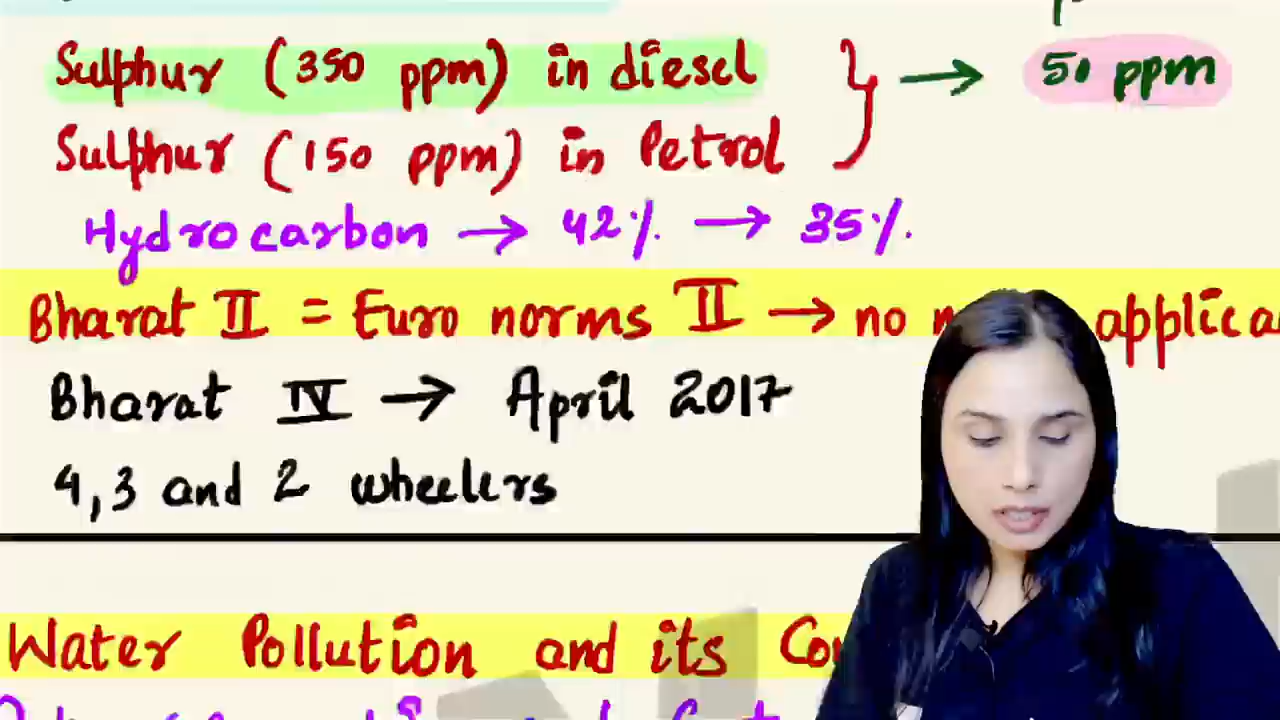 Sulphur (350 ppm) in diesel
Sulphur (150 ppm) in Petrol
} → 50 ppm
Hydrocarbon → 42% → 35%.
Bharat II = Euro norms II → no
Bharat IV → April 2017
4, 3 and 2 wheelers
Water Pollution and its